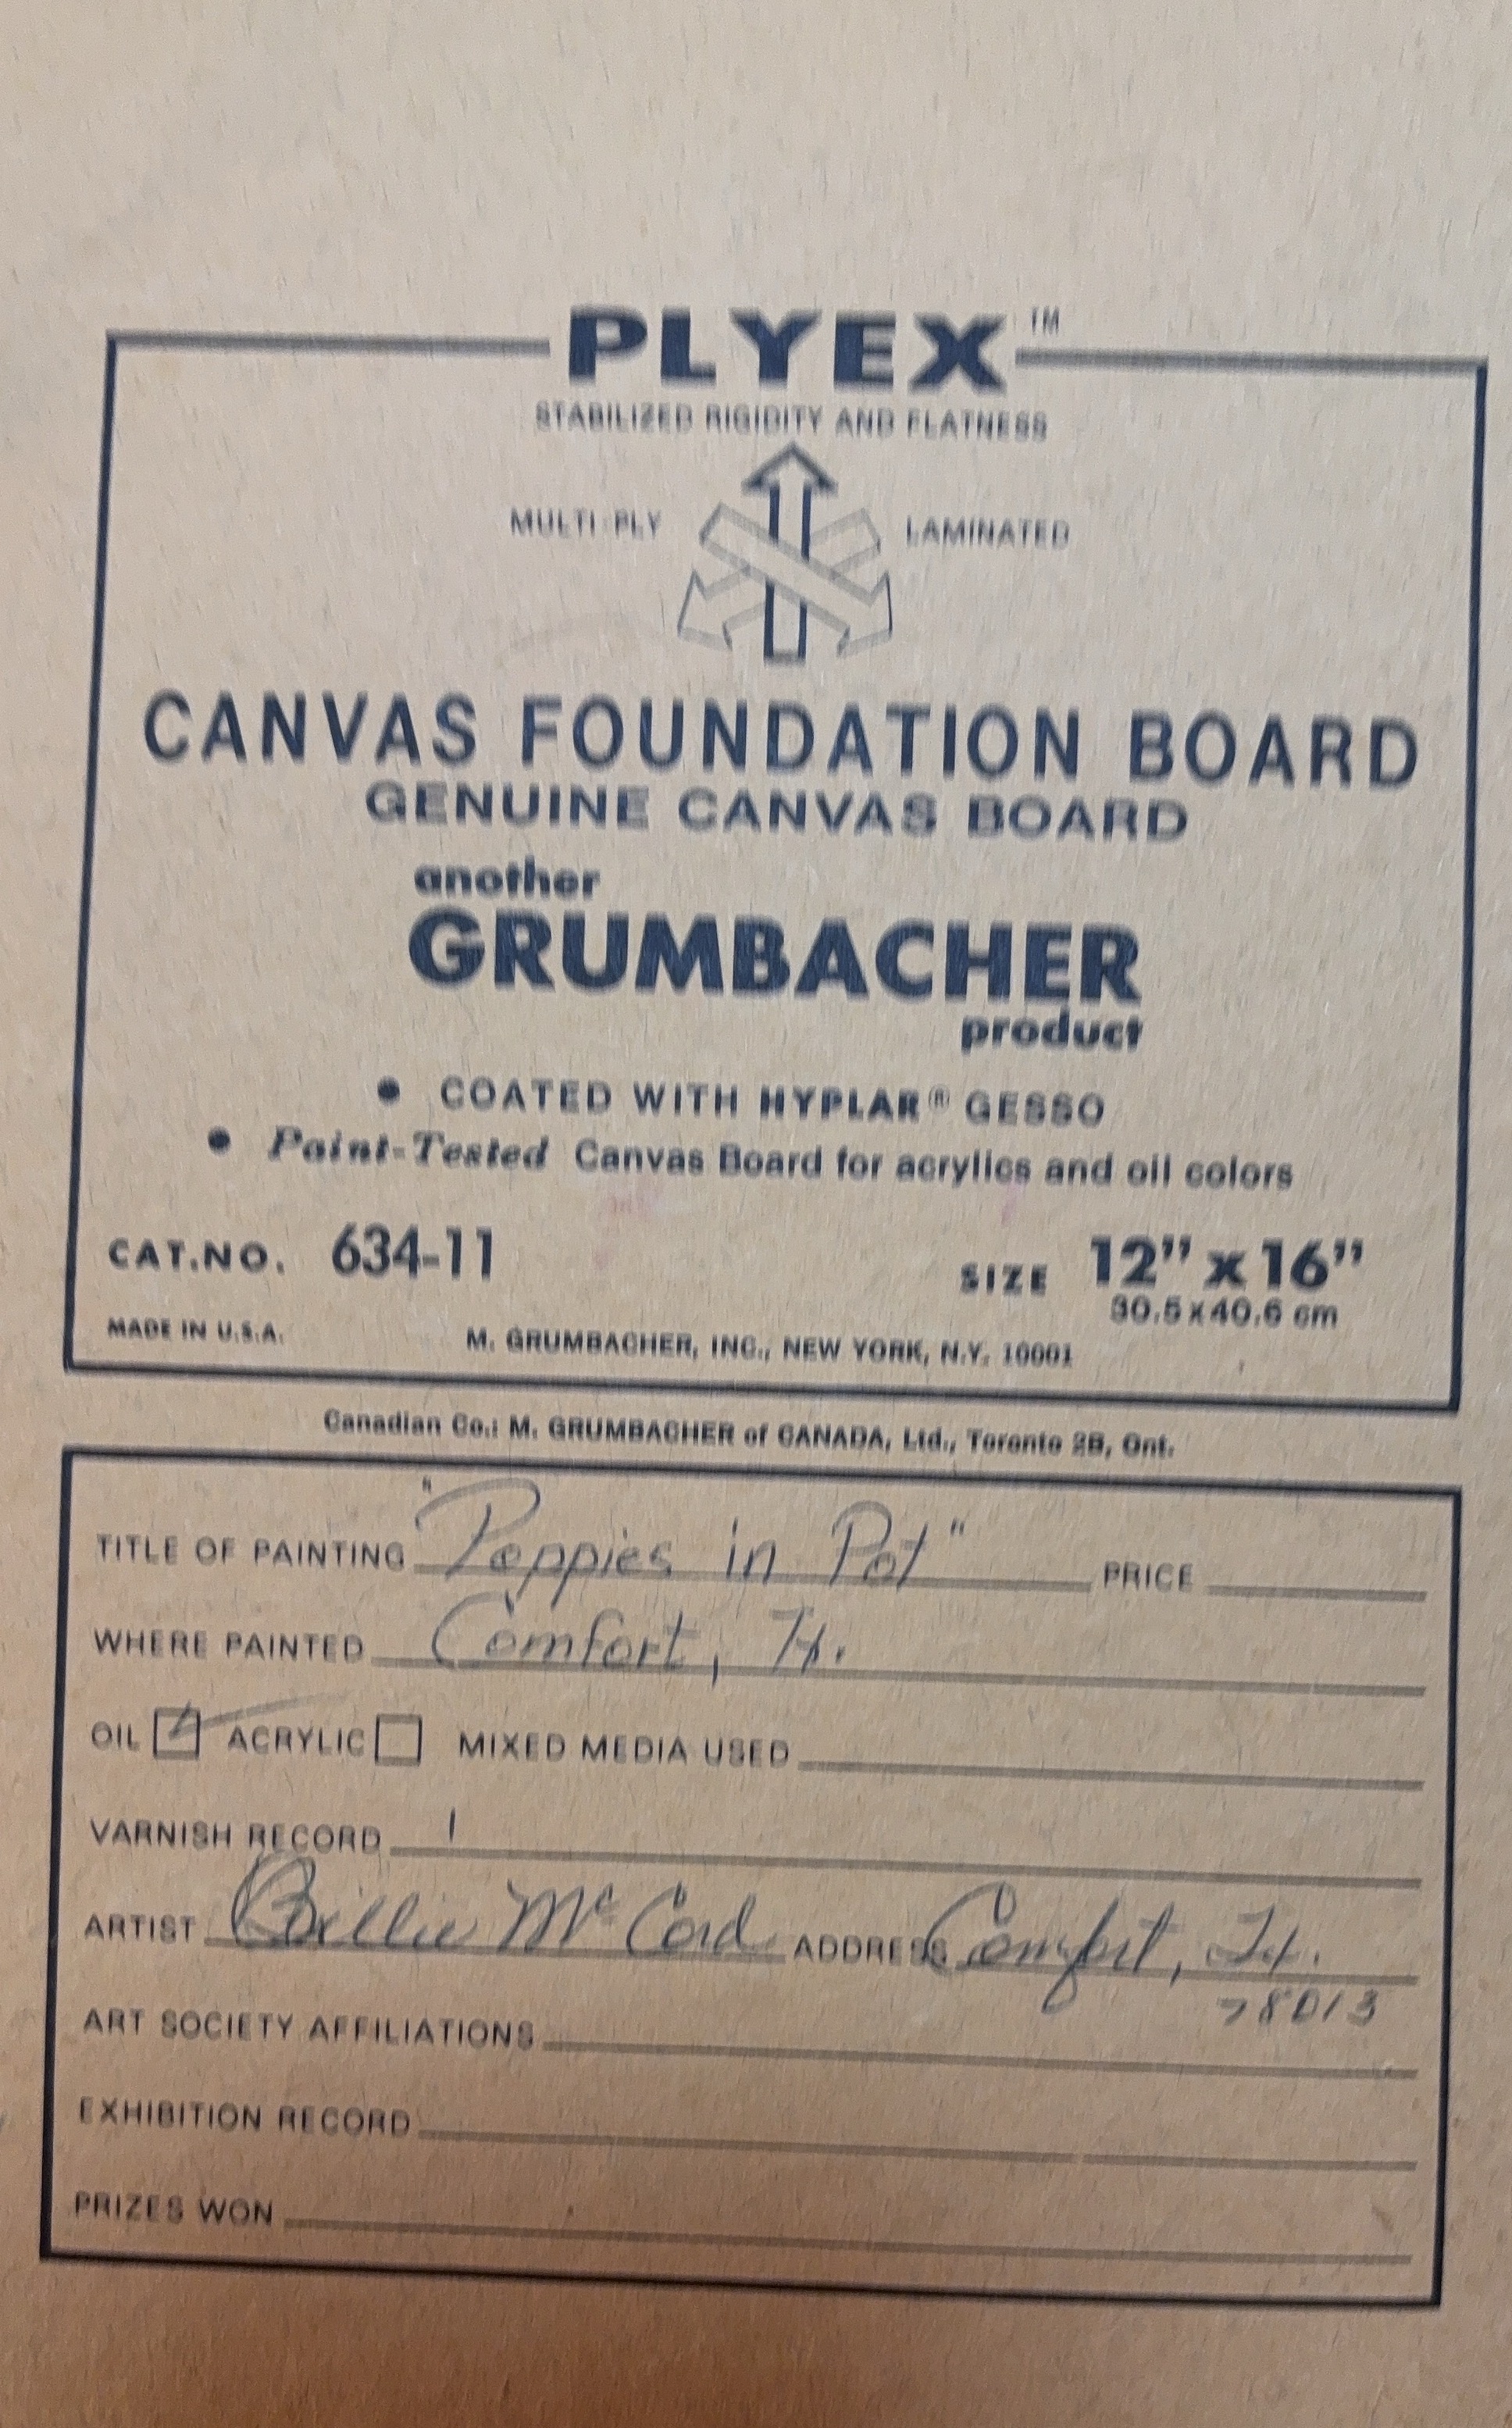 PLYEX™
STABILIZED RIGIDITY AND FLATNESS
MULTI-PLY LAMINATED
CANVAS FOUNDATION BOARD
GENUINE CANVAS BOARD
another
GRUMBACHER
product
• COATED WITH HYPLAR® GESSO
• Paint-Tested Canvas Board for acrylics and oil colors
CAT.NO. 634-11 SIZE 12" x 16"
30.5 x 40.6 cm
MADE IN U.S.A. M. GRUMBACHER, INC., NEW YORK, N.Y. 10001
Canadian Co.: M. GRUMBACHER of CANADA, Ltd., Toronto 2B, Ont.
TITLE OF PAINTING "Poppies in Pot" PRICE
WHERE PAINTED Comfort, Tx.
OIL ACRYLIC MIXED MEDIA USED
VARNISH RECORD 1
ARTIST Billie McCord ADDRESS Comfort, Tx.
78013
ART SOCIETY AFFILIATIONS
EXHIBITION RECORD
PRIZES WON